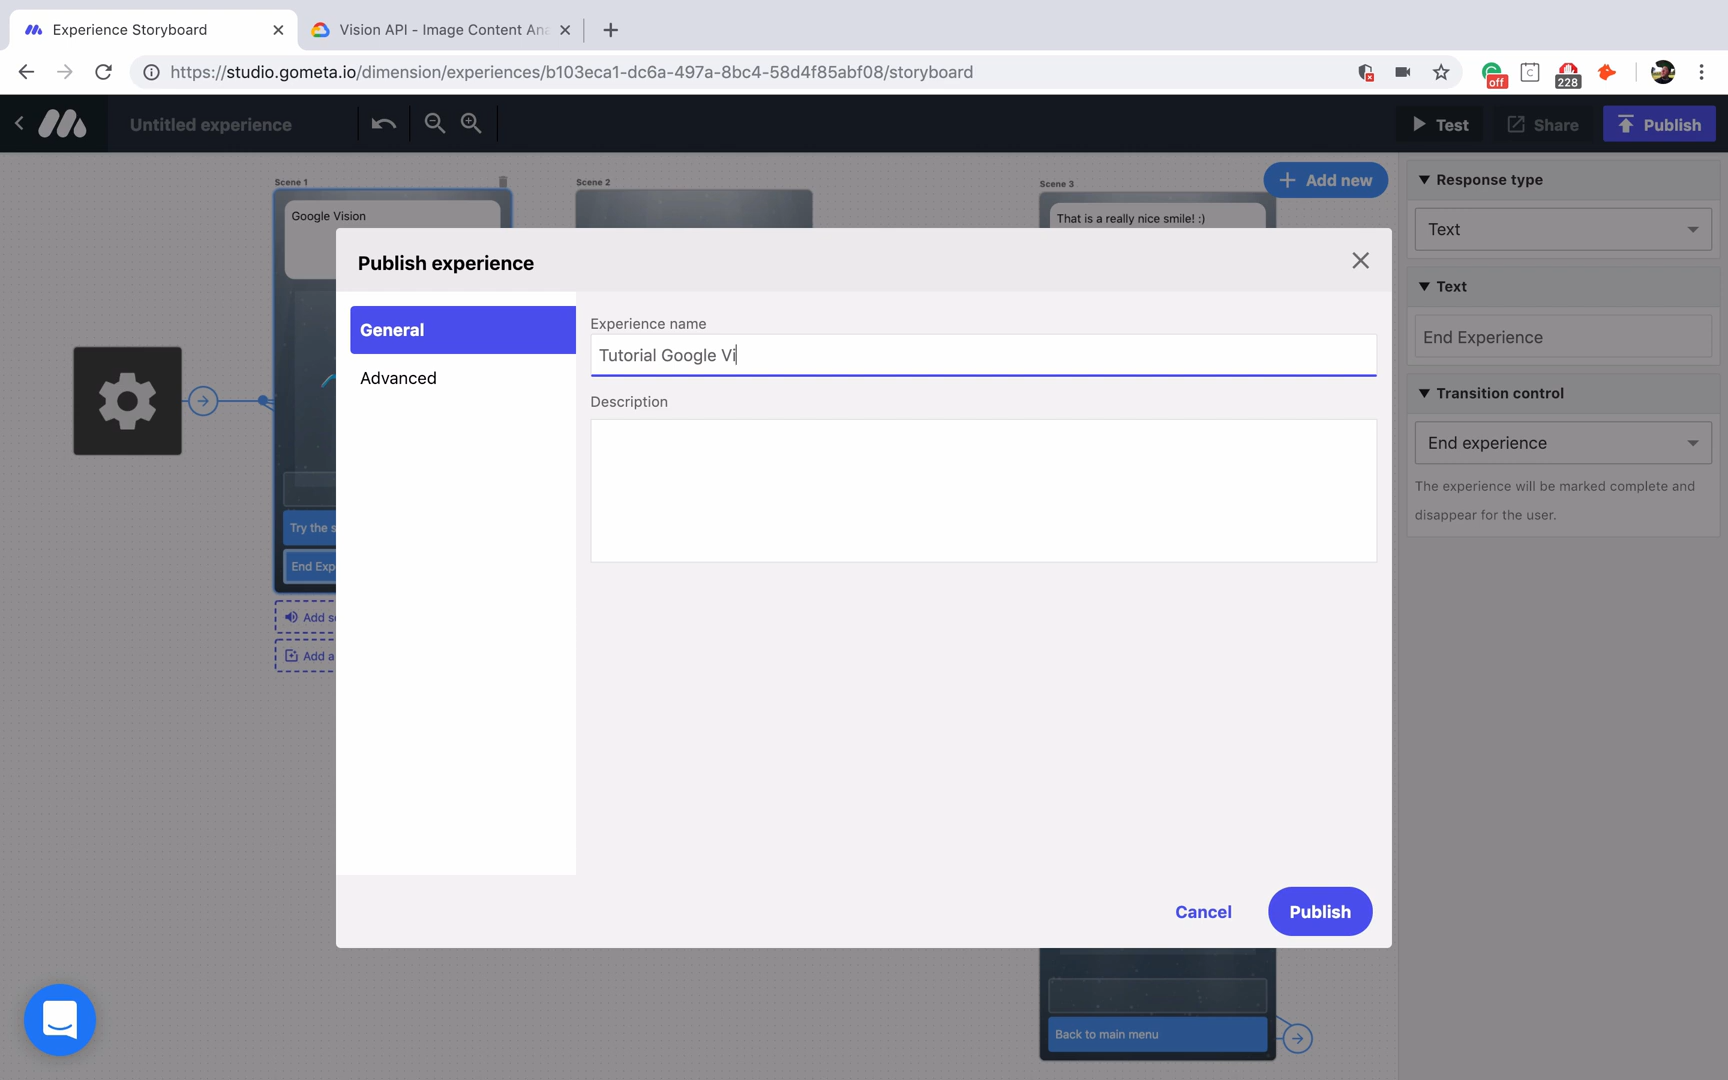 Experience Storyboard
Vision API - Image Content Ana
https://studio.gometa.io/dimension/experiences/b103eca1-dc6a-497a-8bc4-58d4f85abf08/storyboard
off
C
228
Untitled experience
Test
Share
Publish
Scene 1
Scene 2
Scene 3
Add new
Response type
Google Vision
That is a really nice smile! :)
Text
Publish experience
Text
General
Experience name
End Experience
Tutorial Google Vi
Advanced
Description
Transition control
End experience
The experience will be marked complete and
disappear for the user.
Try the s
End Exp
Add s
Add a
Cancel
Publish
Back to main menu